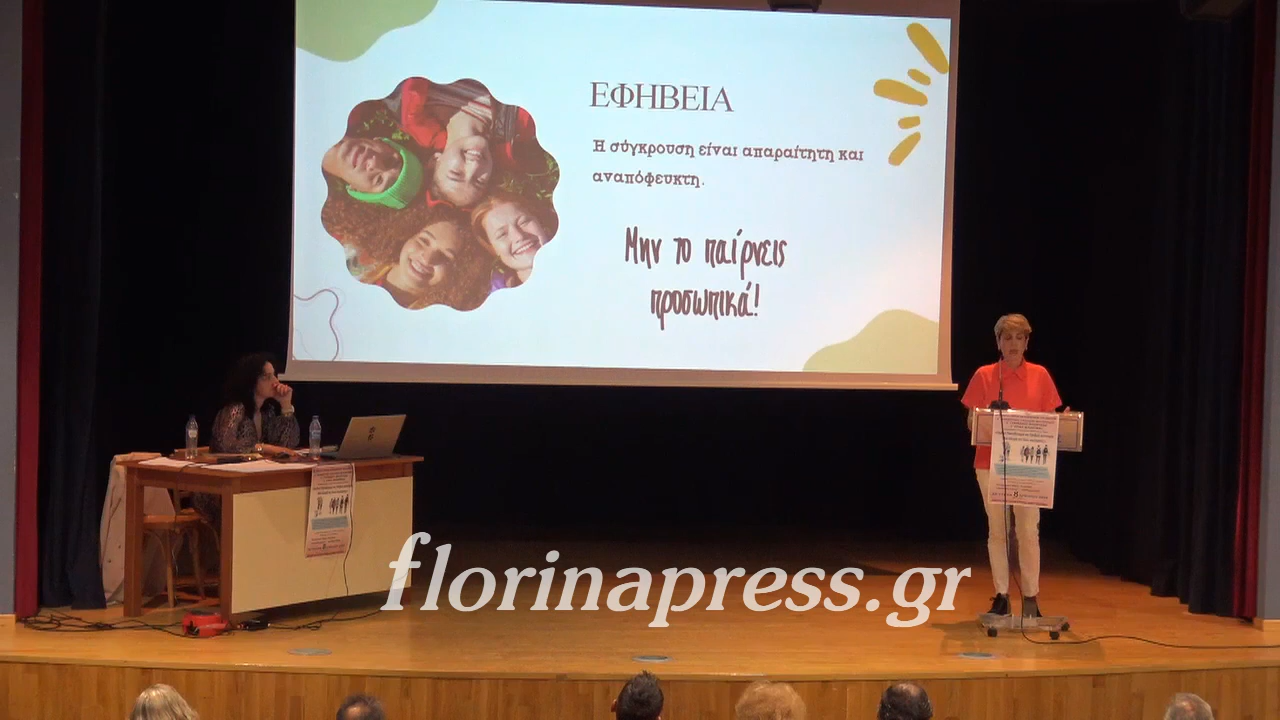 ΕΦΗΒΕΙΑ
Η σύγκρουση είναι απαραίτητη και
αναπόφευκτη.
Μην το παίρνεις
προσωπικά!
florinapress.gr